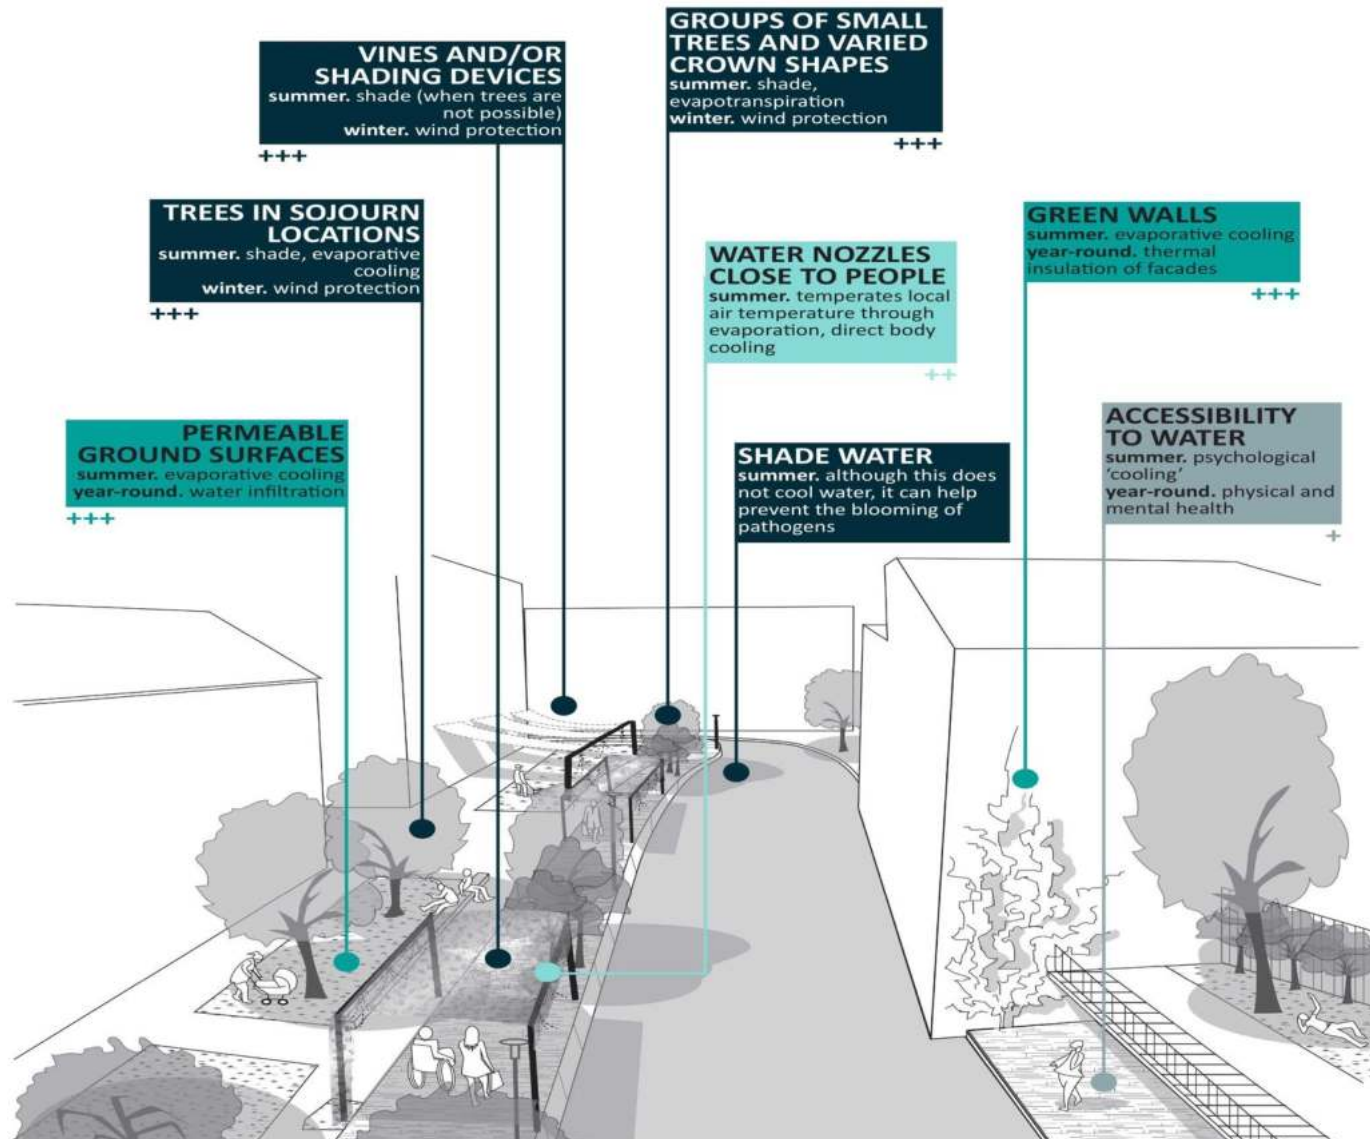 VINES AND/OR
SHADING DEVICES
summer. shade (when trees are
not possible)
winter. wind protection
+++
GROUPS OF SMALL
TREES AND VARIED
CROWN SHAPES
summer. shade,
evapotranspiration
winter. wind protection
+++
TREES IN SOJOURN
LOCATIONS
summer. shade, evaporative
cooling
winter. wind protection
+++
WATER NOZZLES
CLOSE TO PEOPLE
summer. temperates local
air temperature through
evaporation, direct body
cooling
++
GREEN WALLS
summer. evaporative cooling
year-round. thermal
insulation of facades
+++
PERMEABLE
GROUND SURFACES
summer. evaporative cooling
year-round. water infiltration
+++
SHADE WATER
summer. although this does
not cool water, it can help
prevent the blooming of
pathogens
ACCESSIBILITY
TO WATER
summer. psychological
'cooling'
year-round. physical and
mental health
+